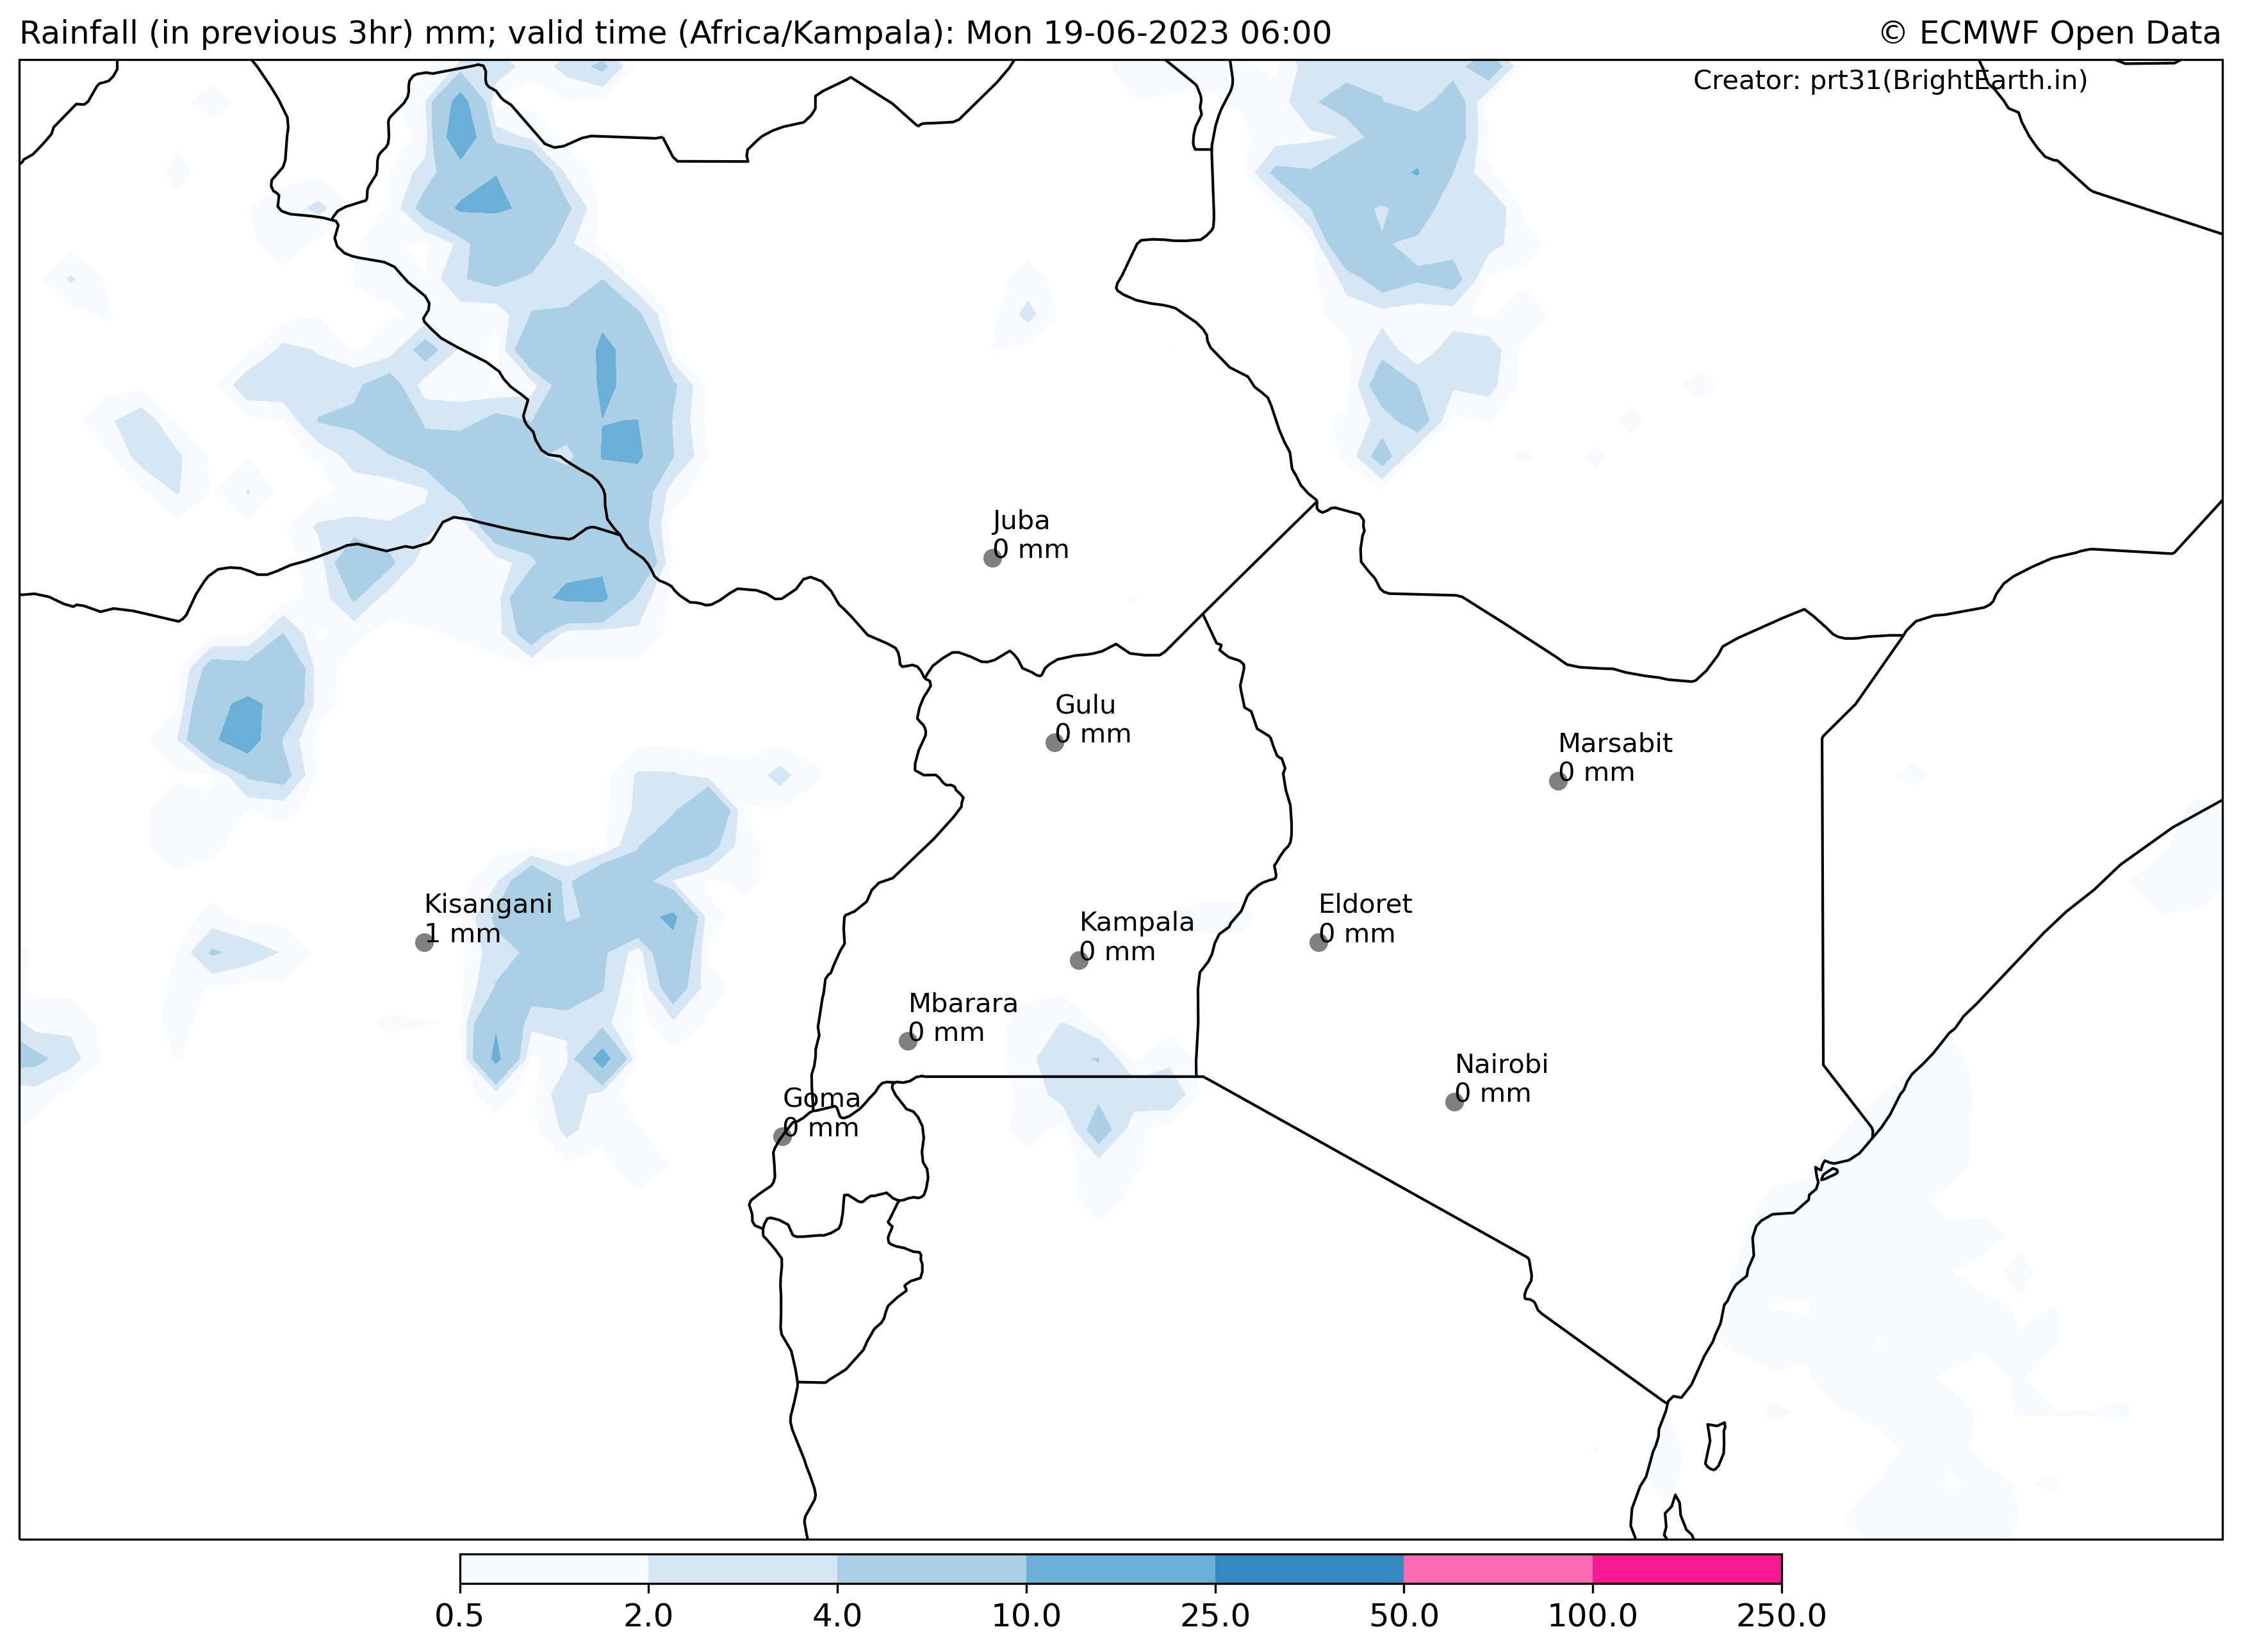 Rainfall (in previous 3hr) mm; valid time (Africa/Kampala): Mon 19-06-2023 06:00
© ECMWF Open Data
Creator: prt31(BrightEarth.in)
Juba
0 mm
Gulu
0 mm
Marsabit
0 mm
Kisangani
1 mm
Kampala
0 mm
Eldoret
0 mm
Mbarara
0 mm
Nairobi
0 mm
Goma
0 mm
0.5 2.0 4.0 10.0 25.0 50.0 100.0 250.0